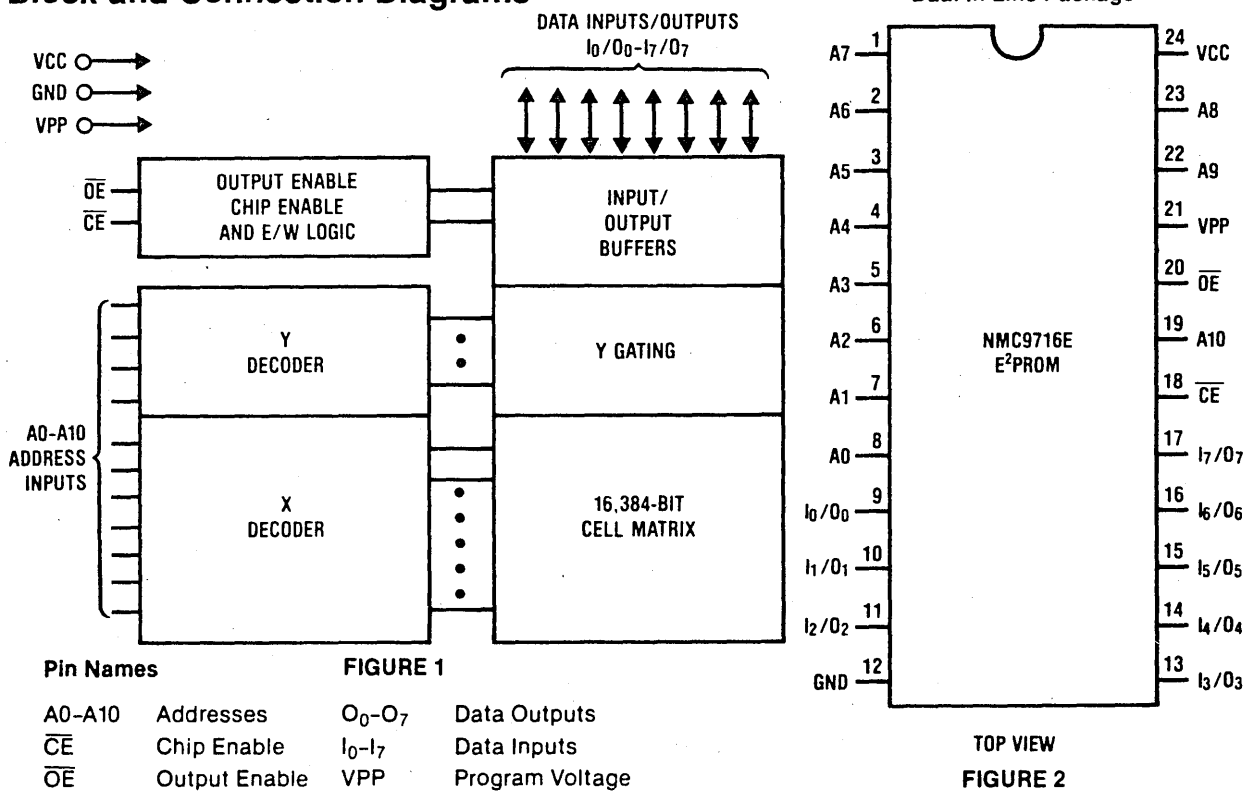 Block and Connection Diagrams
DATA INPUTS/OUTPUTS
I0/O0-I7/O7
VCC
GND
VPP
OE
CE
OUTPUT ENABLE
CHIP ENABLE
AND E/W LOGIC
INPUT/
OUTPUT
BUFFERS
Y
DECODER
Y GATING
A0-A10
ADDRESS
INPUTS
X
DECODER
16,384-BIT
CELL MATRIX
FIGURE 1
Pin Names
A0-A10 Addresses O0-O7 Data Outputs
CE Chip Enable I0-I7 Data Inputs
OE Output Enable VPP Program Voltage
Dual-In-Line Package
A7 1 24 VCC
A6 2 23 A8
A5 3 22 A9
A4 4 21 VPP
A3 5 20 OE
A2 6 19 A10
NMC9716E
E²PROM
A1 7 18 CE
A0 8 17 I7/O7
I0/O0 9 16 I6/O6
I1/O1 10 15 I5/O5
I2/O2 11 14 I4/O4
GND 12 13 I3/O3
TOP VIEW
FIGURE 2